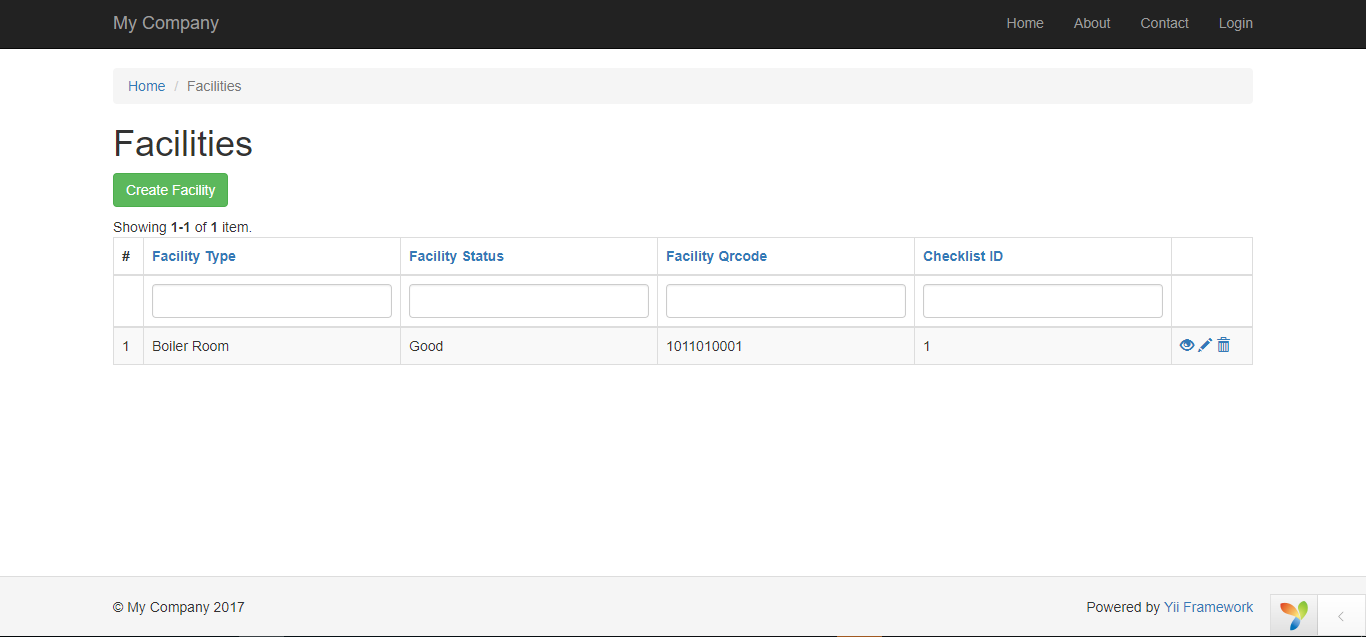 My Company Home About Contact Login
Home / Facilities
Facilities
Create Facility
Showing 1-1 of 1 item.
# Facility Type Facility Status Facility Qrcode Checklist ID
1 Boiler Room Good 1011010001 1
© My Company 2017 Powered by Yii Framework